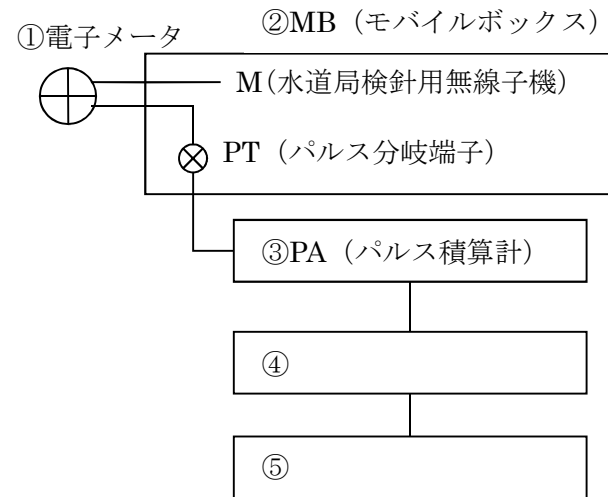 ①電子メータ
②MB（モバイルボックス）
M(水道局検針用無線子機）
PT（パルス分岐端子）
③PA（パルス積算計）
④
⑤